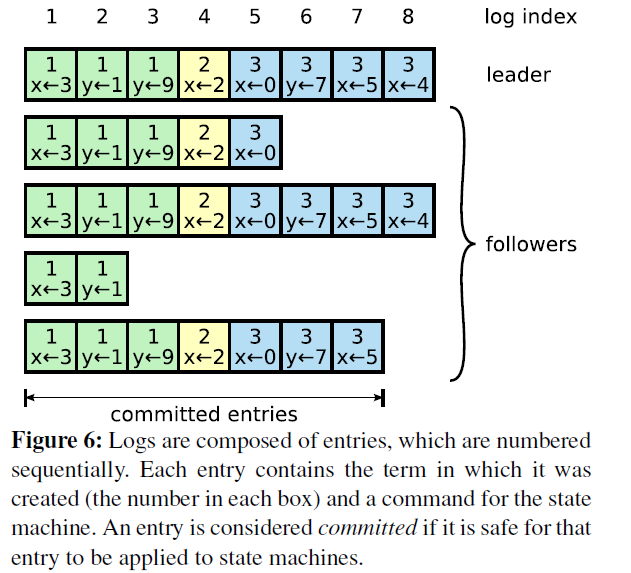 1 2 3 4 5 6 7 8 log index
1 1 1 2 3 3 3 3
x←3 y←1 y←9 x←2 x←0 y←7 x←5 x←4
leader
1 1 1 2 3
x←3 y←1 y←9 x←2 x←0
1 1 1 2 3 3 3 3
x←3 y←1 y←9 x←2 x←0 y←7 x←5 x←4
followers
1 1
x←3 y←1
1 1 1 2 3 3 3
x←3 y←1 y←9 x←2 x←0 y←7 x←5
committed entries
Figure 6: Logs are composed of entries, which are numbered
sequentially. Each entry contains the term in which it was
created (the number in each box) and a command for the state
machine. An entry is considered committed if it is safe for that
entry to be applied to state machines.